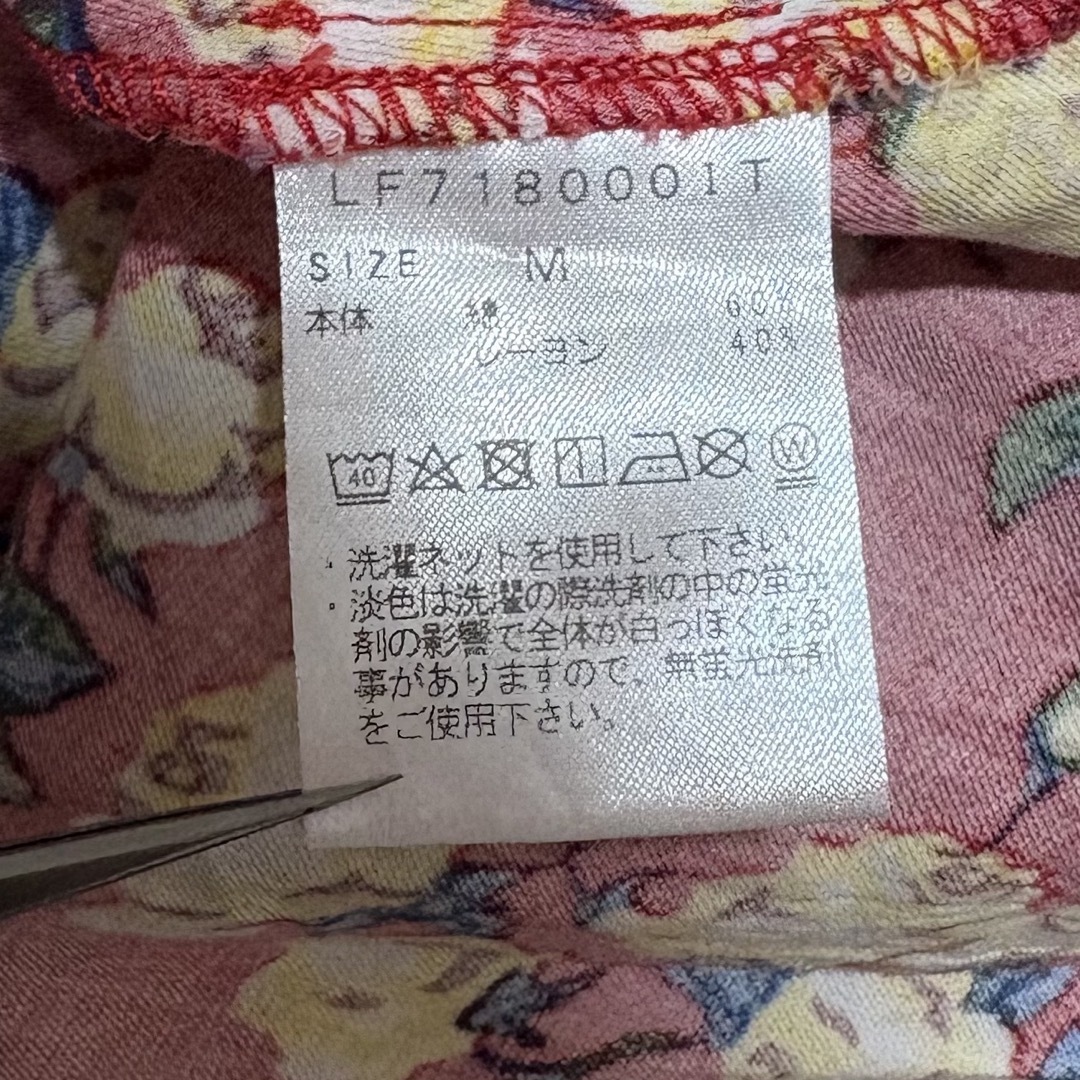 LF718000IT
SIZE M
本体 綿 60%
レーヨン 40%
40
W
・洗濯ネットを使用して下さい
・淡色は洗濯の際洗剤の中の蛍光
剤の影響で全体が白っぽくなる
事がありますので、無蛍光洗剤
をご使用下さい。